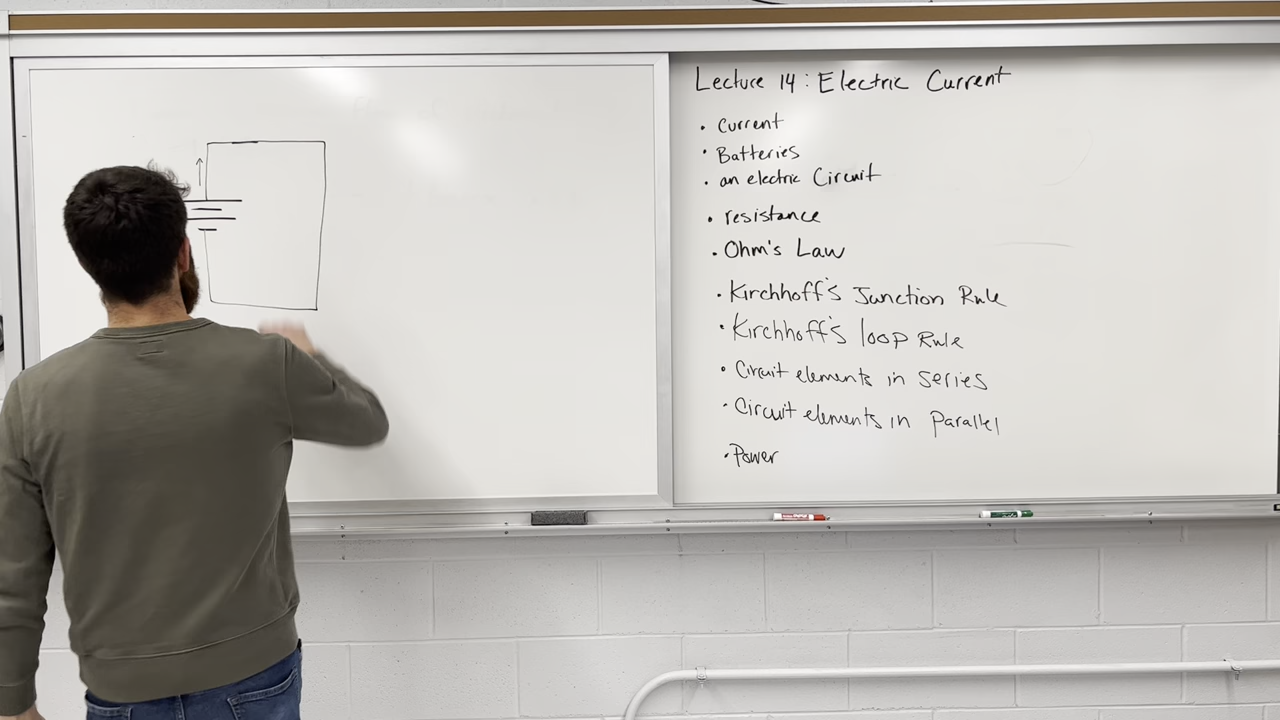 Lecture 14: Electric Current
• Current
• Batteries
• an electric Circuit
• resistance
• Ohm's Law
• Kirchhoff's Junction Rule
• Kirchhoff's loop Rule
• Circuit elements in series
• Circuit elements in Parallel
• Power